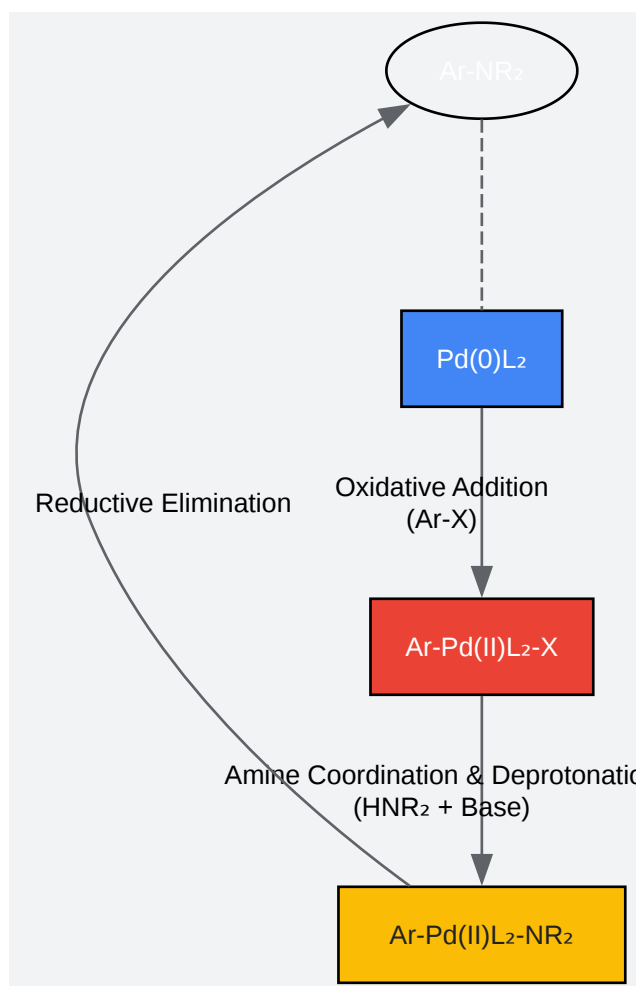 Ar-NR₂
Pd(0)L₂
Reductive Elimination
Oxidative Addition
(Ar-X)
Ar-Pd(II)L₂-X
Amine Coordination & Deprotonatio
(HNR₂ + Base)
Ar-Pd(II)L₂-NR₂